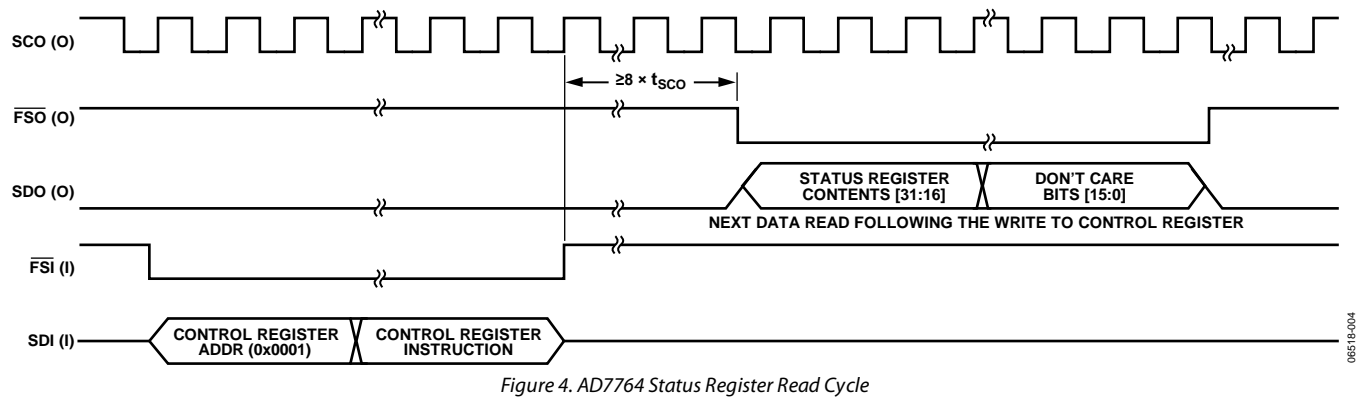 SCO (O)
≥8 × tSCO
FSO (O)
SDO (O)
STATUS REGISTER
CONTENTS [31:16]
DON'T CARE
BITS [15:0]
NEXT DATA READ FOLLOWING THE WRITE TO CONTROL REGISTER
FSI (I)
SDI (I)
CONTROL REGISTER
ADDR (0x0001)
CONTROL REGISTER
INSTRUCTION
06518-004
Figure 4. AD7764 Status Register Read Cycle